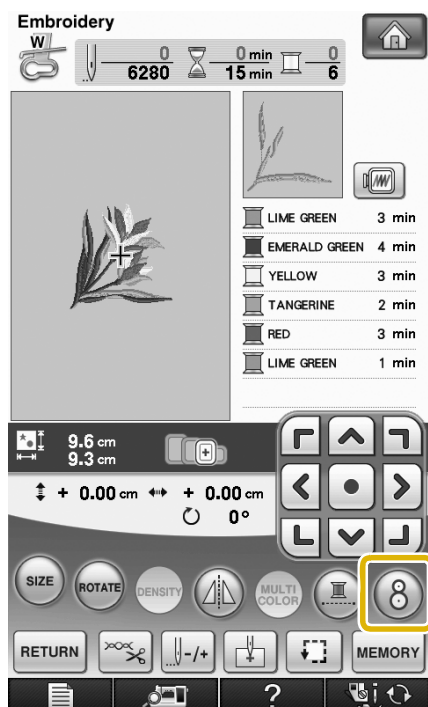 Embroidery
W
0 0 min 0
6280 15 min 6
LIME GREEN 3 min
EMERALD GREEN 4 min
YELLOW 3 min
TANGERINE 2 min
RED 3 min
LIME GREEN 1 min
9.6 cm
9.3 cm
+ 0.00 cm + 0.00 cm
0°
SIZE ROTATE DENSITY MULTI COLOR 8
RETURN -/+ MEMORY
?